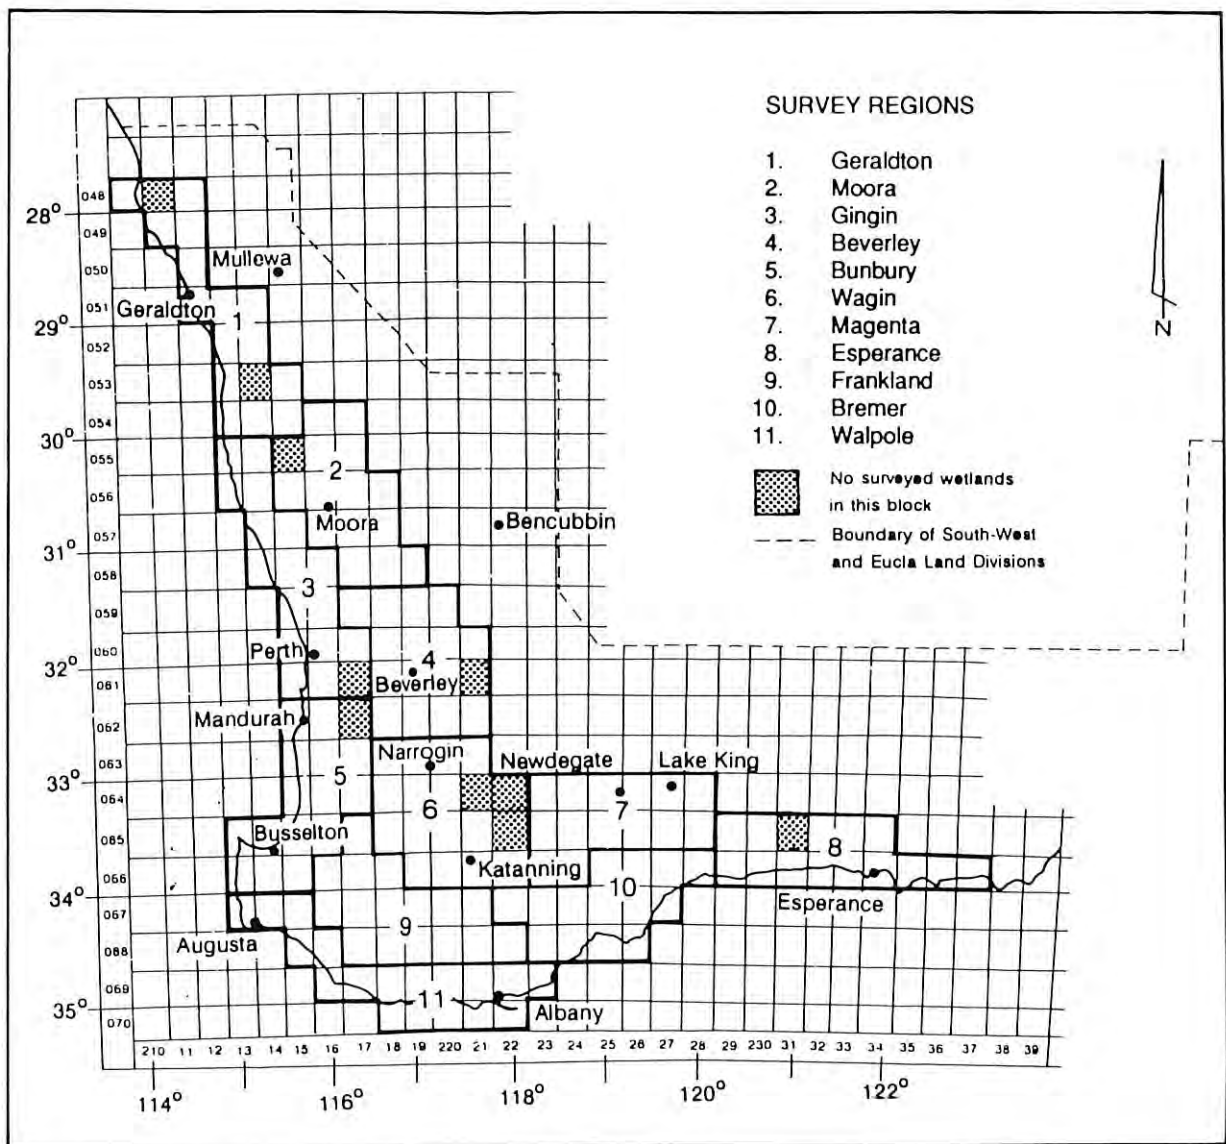 SURVEY REGIONS
1. Geraldton
2. Moora
3. Gingin
4. Beverley
5. Bunbury
6. Wagin
7. Magenta
8. Esperance
9. Frankland
10. Bremer
11. Walpole
No surveyed wetlands
in this block
Boundary of South-West
and Eucla Land Divisions
N
048
28°
049
050
Mullewa
051
Geraldton
1
29°
052
053
054
30°
055
2
056
Moora
Bencubbin
057
31°
058
3
059
060
Perth
4
32°
061
Beverley
062
Mandurah
063
Narrogin
Newdegate
Lake King
33°
064
5
6
7
065
Busselton
8
066
Katanning
10
34°
Esperance
067
9
Augusta
068
069
11
Albany
35°
070
210 11 12 13 14 15 16 17 18 19 220 21 22 23 24 25 26 27 28 29 230 31 32 33 34 35 36 37 38 39
114° 116° 118° 120° 122°